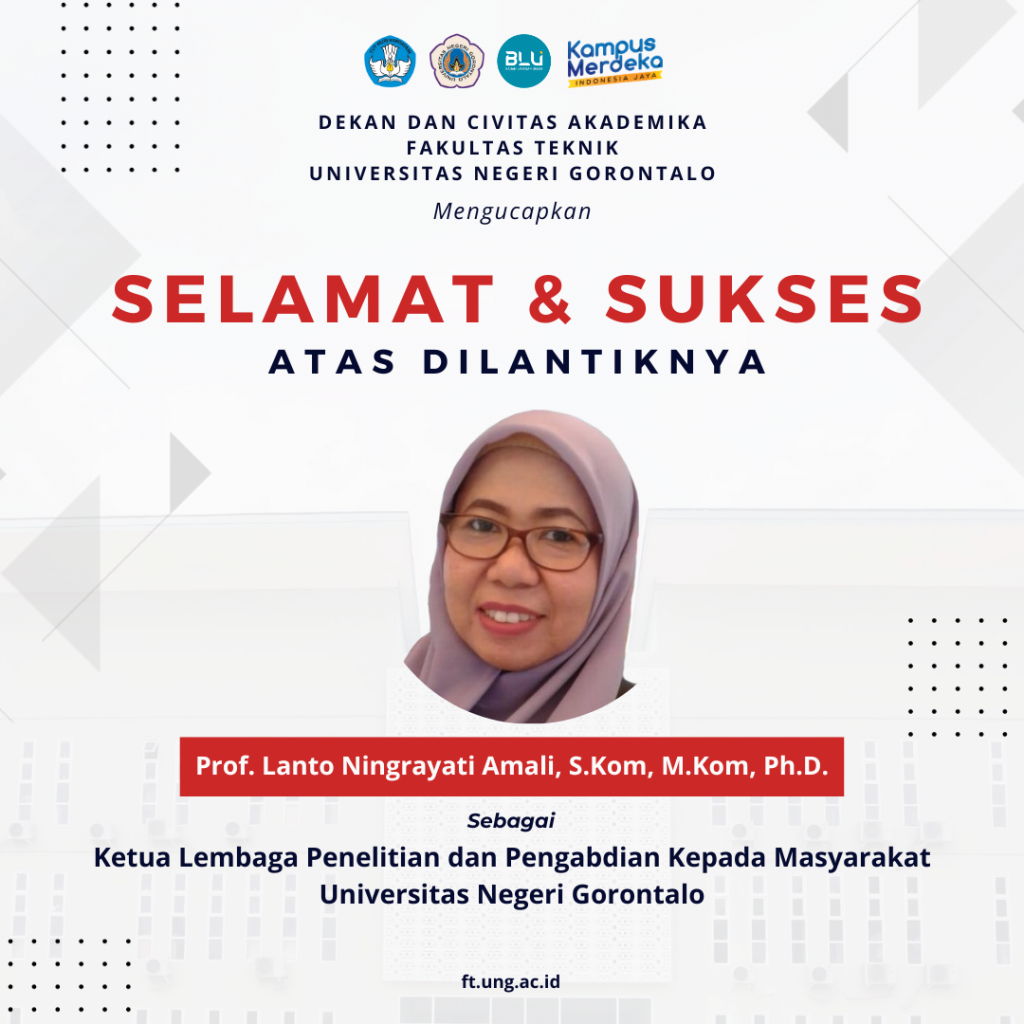 BLU
Kampus
Merdeka
INDONESIA JAYA
DEKAN DAN CIVITAS AKADEMIKA
FAKULTAS TEKNIK
UNIVERSITAS NEGERI GORONTALO
Mengucapkan
SELAMAT & SUKSES
ATAS DILANTIKNYA
Prof. Lanto Ningrayati Amali, S.Kom, M.Kom, Ph.D.
Sebagai
Ketua Lembaga Penelitian dan Pengabdian Kepada Masyarakat
Universitas Negeri Gorontalo
ft.ung.ac.id